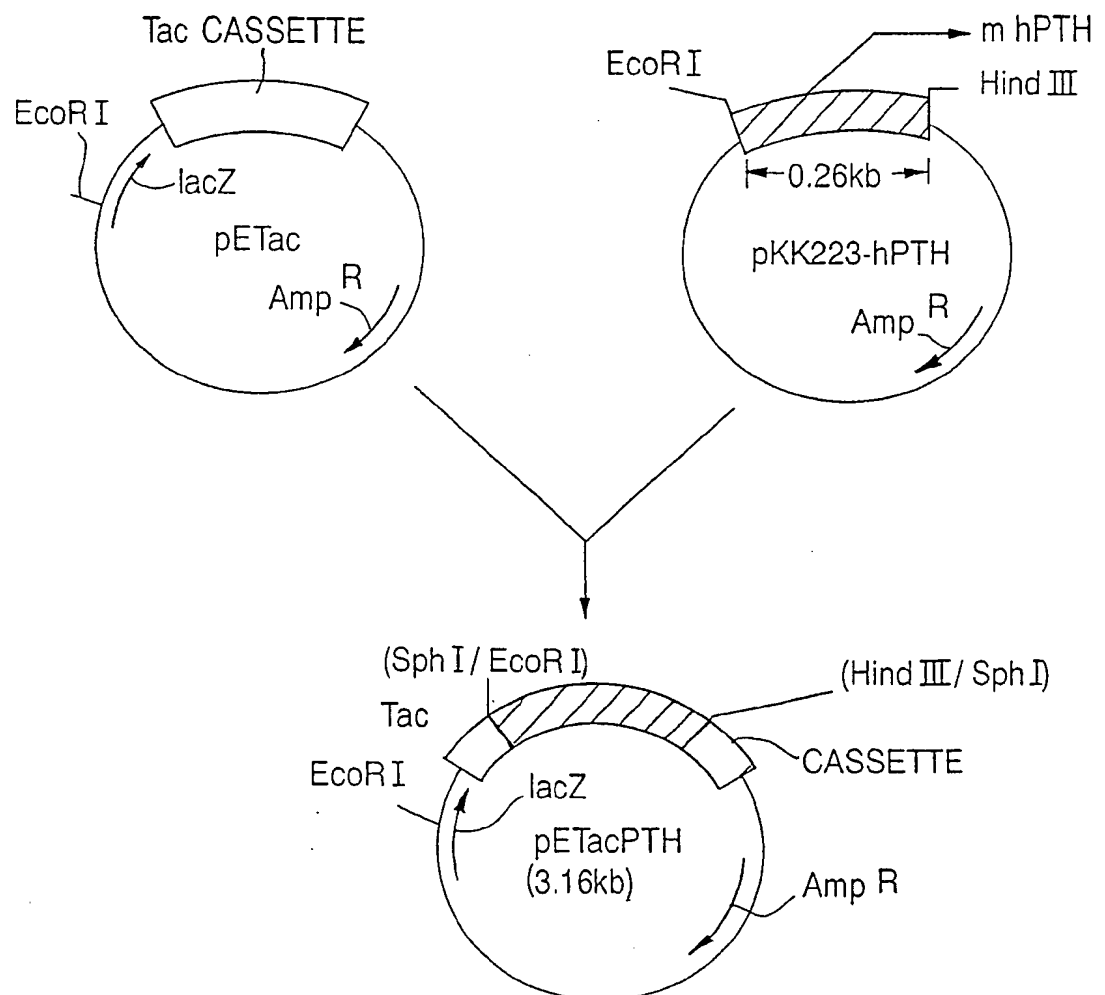 Tac CASSETTE
EcoR I
lacZ
pETac
Amp R
m hPTH
EcoR I
Hind III
0.26kb
pKK223-hPTH
Amp R
(Sph I / EcoR I)
(Hind III / Sph I)
Tac
CASSETTE
EcoR I
lacZ
pETacPTH
(3.16kb)
Amp R